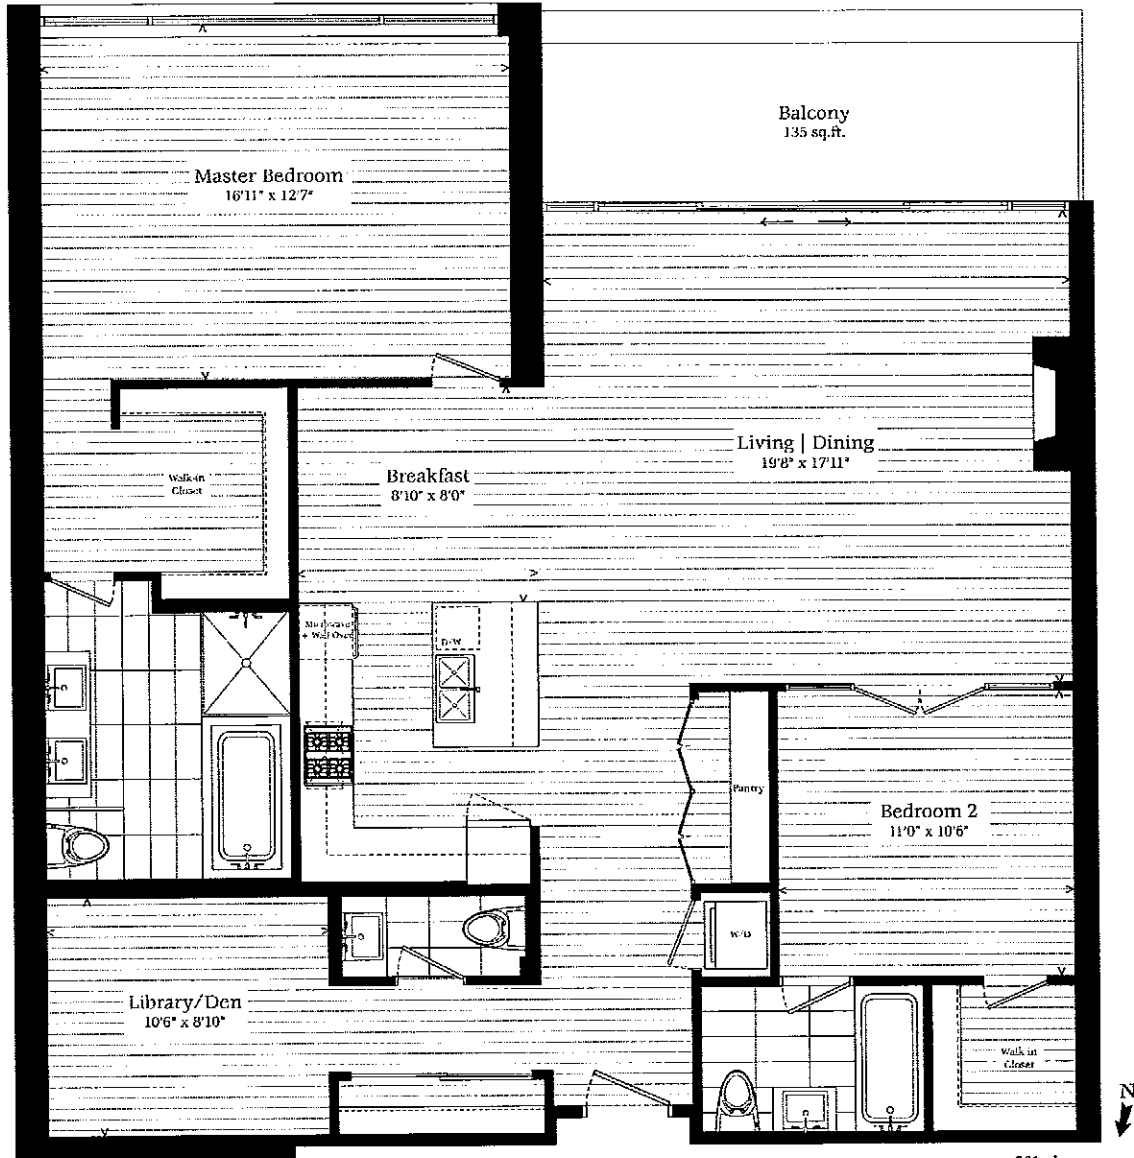 Balcony
135 sq.ft.
Master Bedroom
16'11" x 12'7"
Living | Dining
19'8" x 17'11"
Breakfast
8'10" x 8'0"
Walk-in
Closet
Microwave
+ Wall Oven
D/W
Pantry
Bedroom 2
11'0" x 10'6"
W/D
Library/Den
10'6" x 8'10"
Walk in
Closet
N